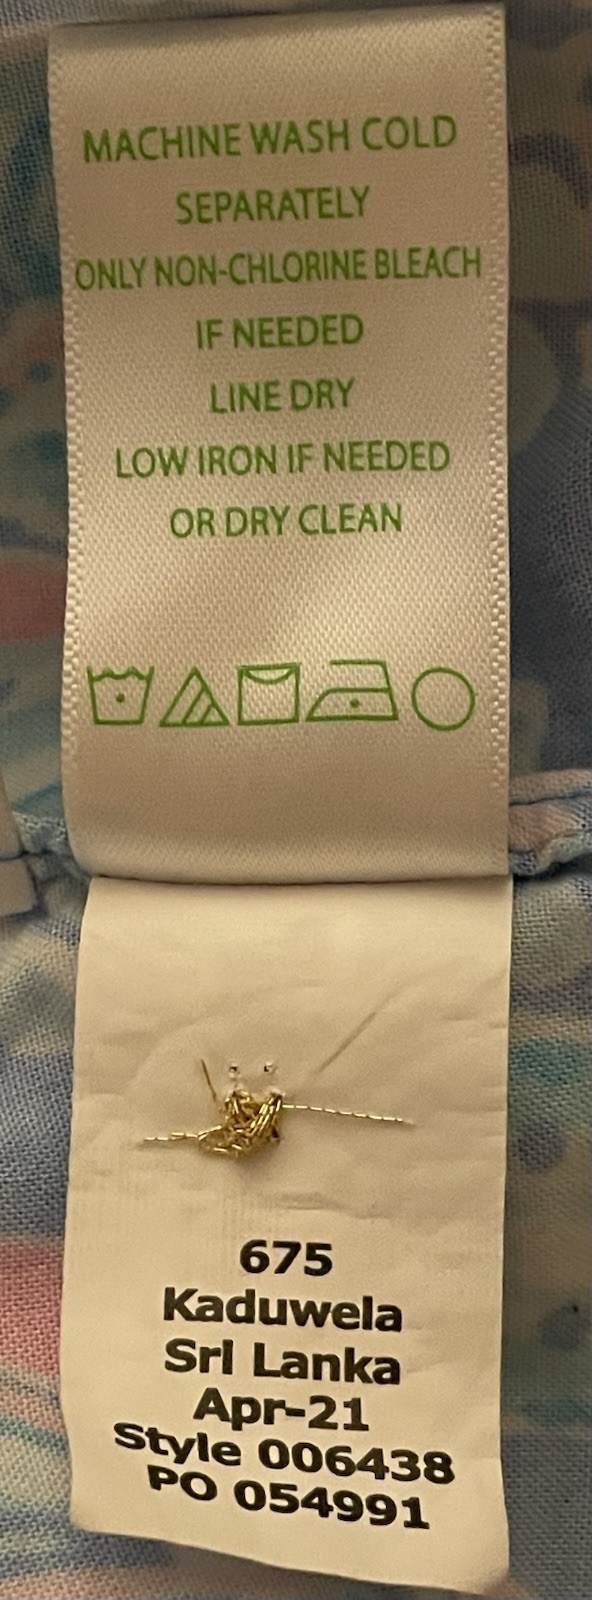 MACHINE WASH COLD
SEPARATELY
ONLY NON-CHLORINE BLEACH
IF NEEDED
LINE DRY
LOW IRON IF NEEDED
OR DRY CLEAN
675
Kaduwela
Sri Lanka
Apr-21
Style 006438
PO 054991